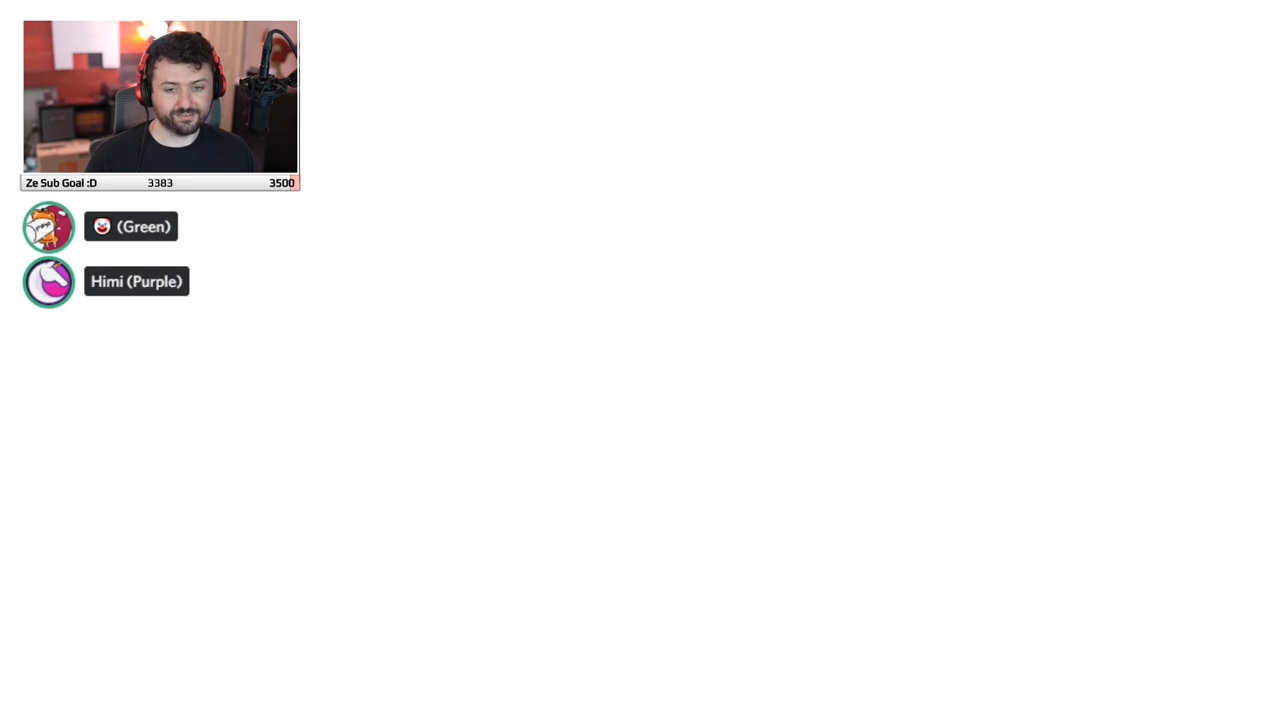 Ze Sub Goal :D 3383 3500
🤡 (Green)
Himi (Purple)